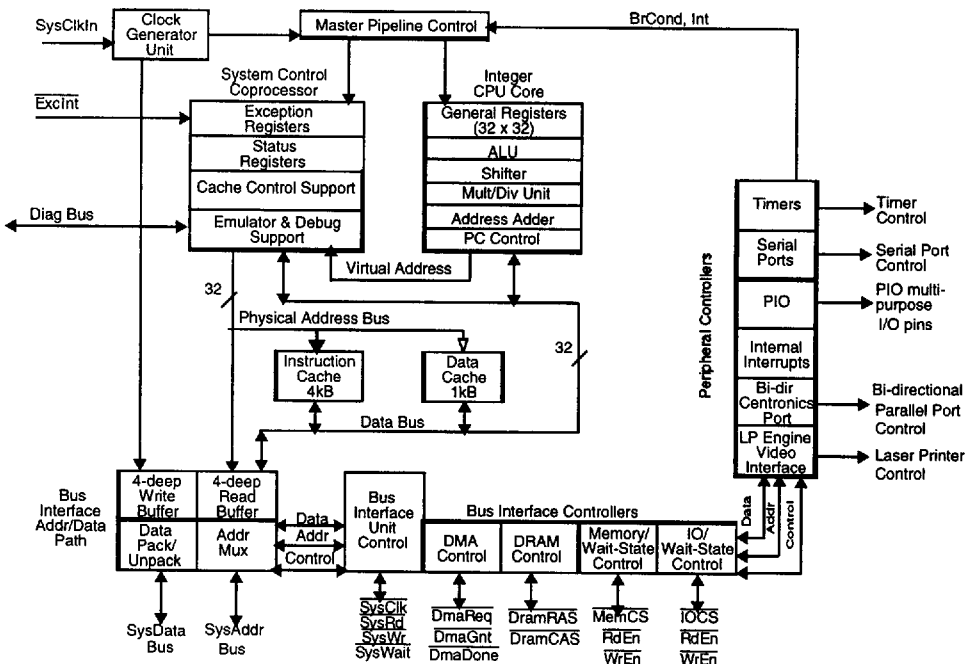 SysClkIn
Clock
Generator
Unit
Master Pipeline Control
BrCond, Int
System Control
Coprocessor
Integer
CPU Core
ExcInt
Exception
Registers
Status
Registers
Cache Control Support
Emulator & Debug
Support
General Registers
(32 x 32)
ALU
Shifter
Mult/Div Unit
Address Adder
PC Control
Diag Bus
Virtual Address
32
Physical Address Bus
32
Instruction
Cache
4kB
Data
Cache
1kB
Data Bus
Peripheral Controllers
Timers
Serial
Ports
PIO
Internal
Interrupts
Bi-dir
Centronics
Port
LP Engine
Video
Interface
Timer
Control
Serial Port
Control
PIO multi-
purpose
I/O pins
Bi-directional
Parallel Port
Control
Laser Printer
Control
Bus
Interface
Addr/Data
Path
4-deep
Write
Buffer
4-deep
Read
Buffer
Data
Pack/
Unpack
Addr
Mux
Data
Addr
Control
Bus
Interface
Unit
Control
Bus Interface Controllers
DMA
Control
DRAM
Control
Memory/
Wait-State
Control
IO/
Wait-State
Control
Data
Addr
Control
SysData
Bus
SysAddr
Bus
SysClk
SysRd
SysWr
SysWait
DmaReq
DmaGnt
DmaDone
DramRAS
DramCAS
MemCS
RdEn
WrEn
IOCS
RdEn
WrEn